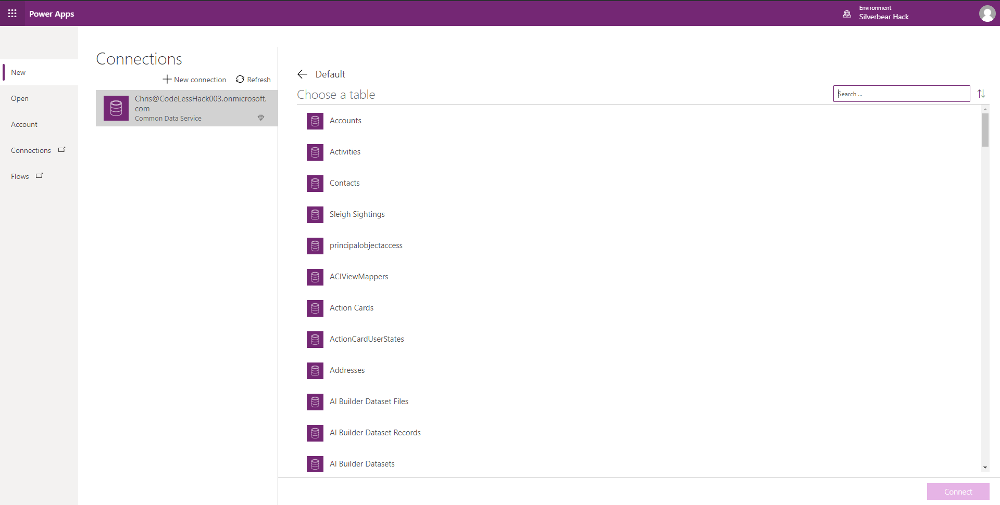 Power Apps
Environment
Silverbear Hack
New
Open
Account
Connections
Flows
Connections
New connection
Refresh
Chris@CodeLessHack003.onmicrosoft.
com
Common Data Service
Default
Choose a table
Search ...
Accounts
Activities
Contacts
Sleigh Sightings
principalobjectaccess
ACIViewMappers
Action Cards
ActionCardUserStates
Addresses
AI Builder Dataset Files
AI Builder Dataset Records
AI Builder Datasets
Connect